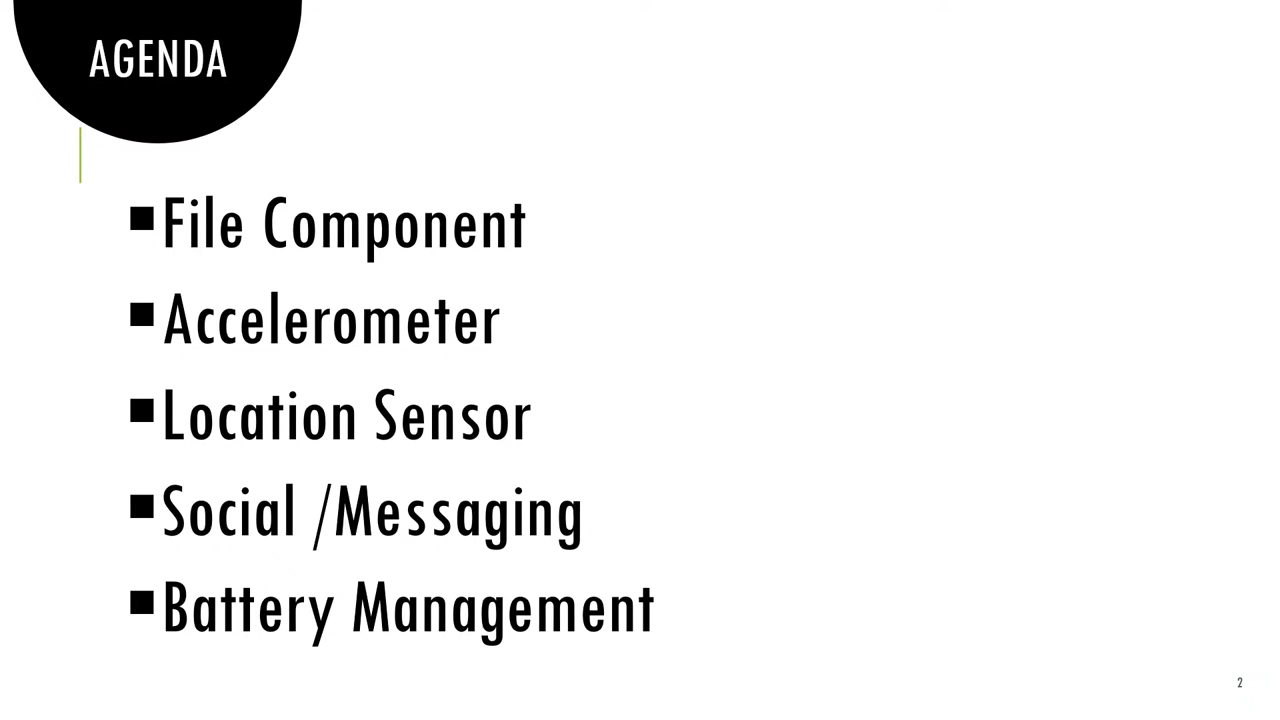 AGENDA
▪File Component
▪Accelerometer
▪Location Sensor
▪Social /Messaging
▪Battery Management
2